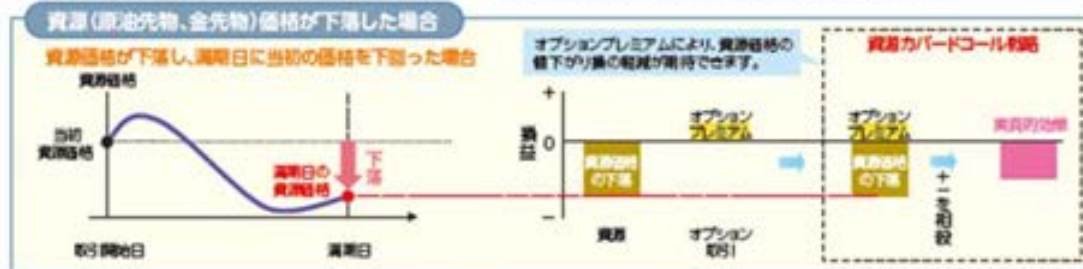 資源(原油先物、金先物)価格が下落した場合
資源価格が下落し、満期日に当初の価格を下回った場合
資源価格
当初
資源価格
満期日の
資源価格
下落
取引開始日
満期日
オプションプレミアムにより、資源価格の
値下がり損の軽減が期待できます。
損益
+
0
−
資源価格
の下落
資源
オプション
プレミアム
オプション
取引
資源カバードコール戦略
オプション
プレミアム
資源価格
の下落
+−を相殺
実質的効果